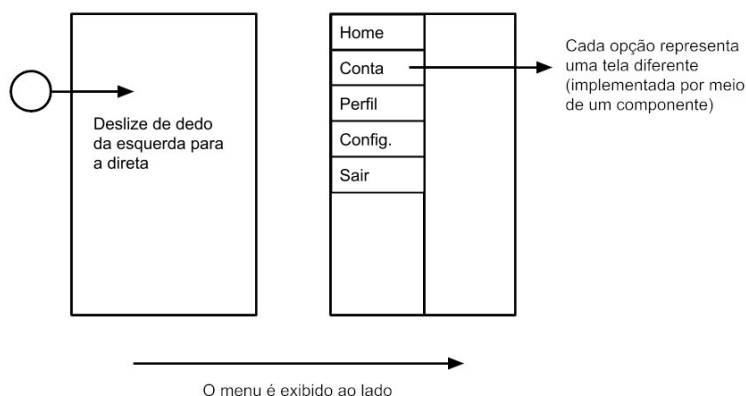 Deslize de dedo
da esquerda para
a direta
Home
Conta
Perfil
Config.
Sair
Cada opção representa
uma tela diferente
(implementada por meio
de um componente)
O menu é exibido ao lado